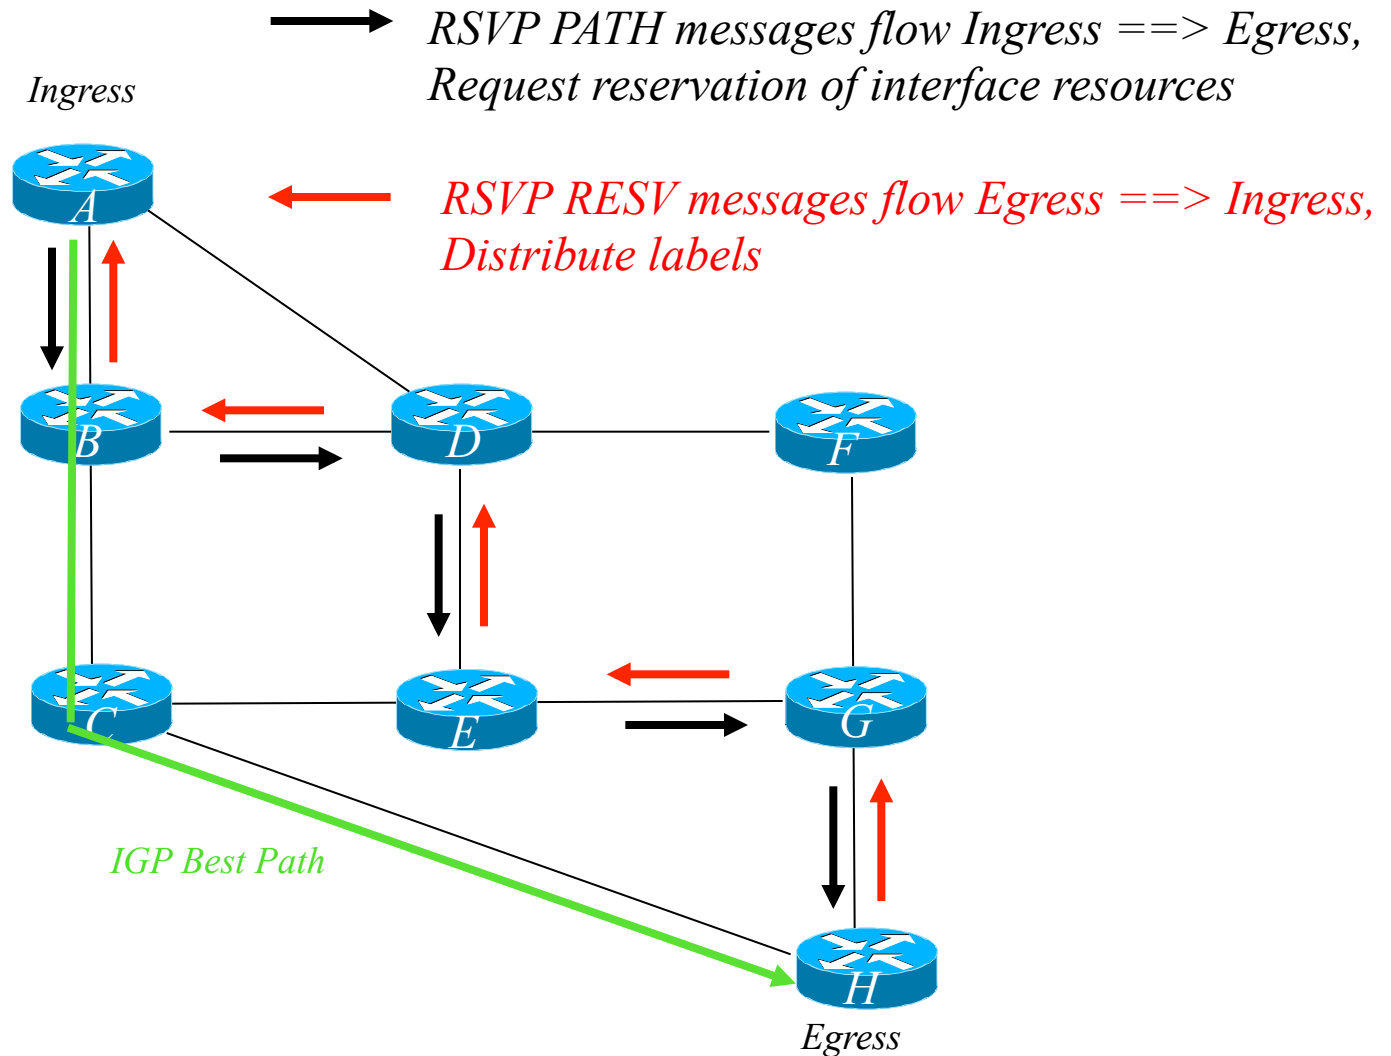 RSVP PATH messages flow Ingress ==> Egress,
Request reservation of interface resources
Ingress
RSVP RESV messages flow Egress ==> Ingress,
Distribute labels
A
B
D
F
C
E
G
IGP Best Path
H
Egress